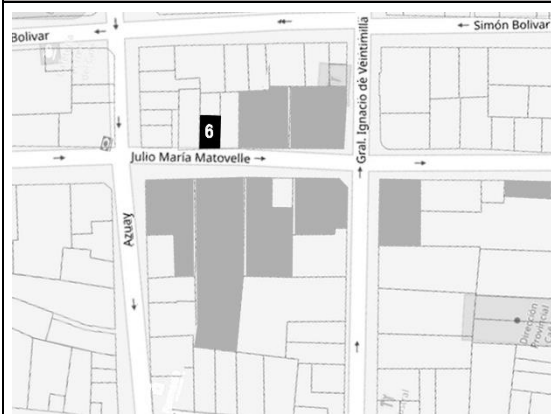 Bolivar
Simón Bolivar
Gral. Ignacio de Veintimilla
6
Julio María Matovelle
Azuay
Dirección
Provincial